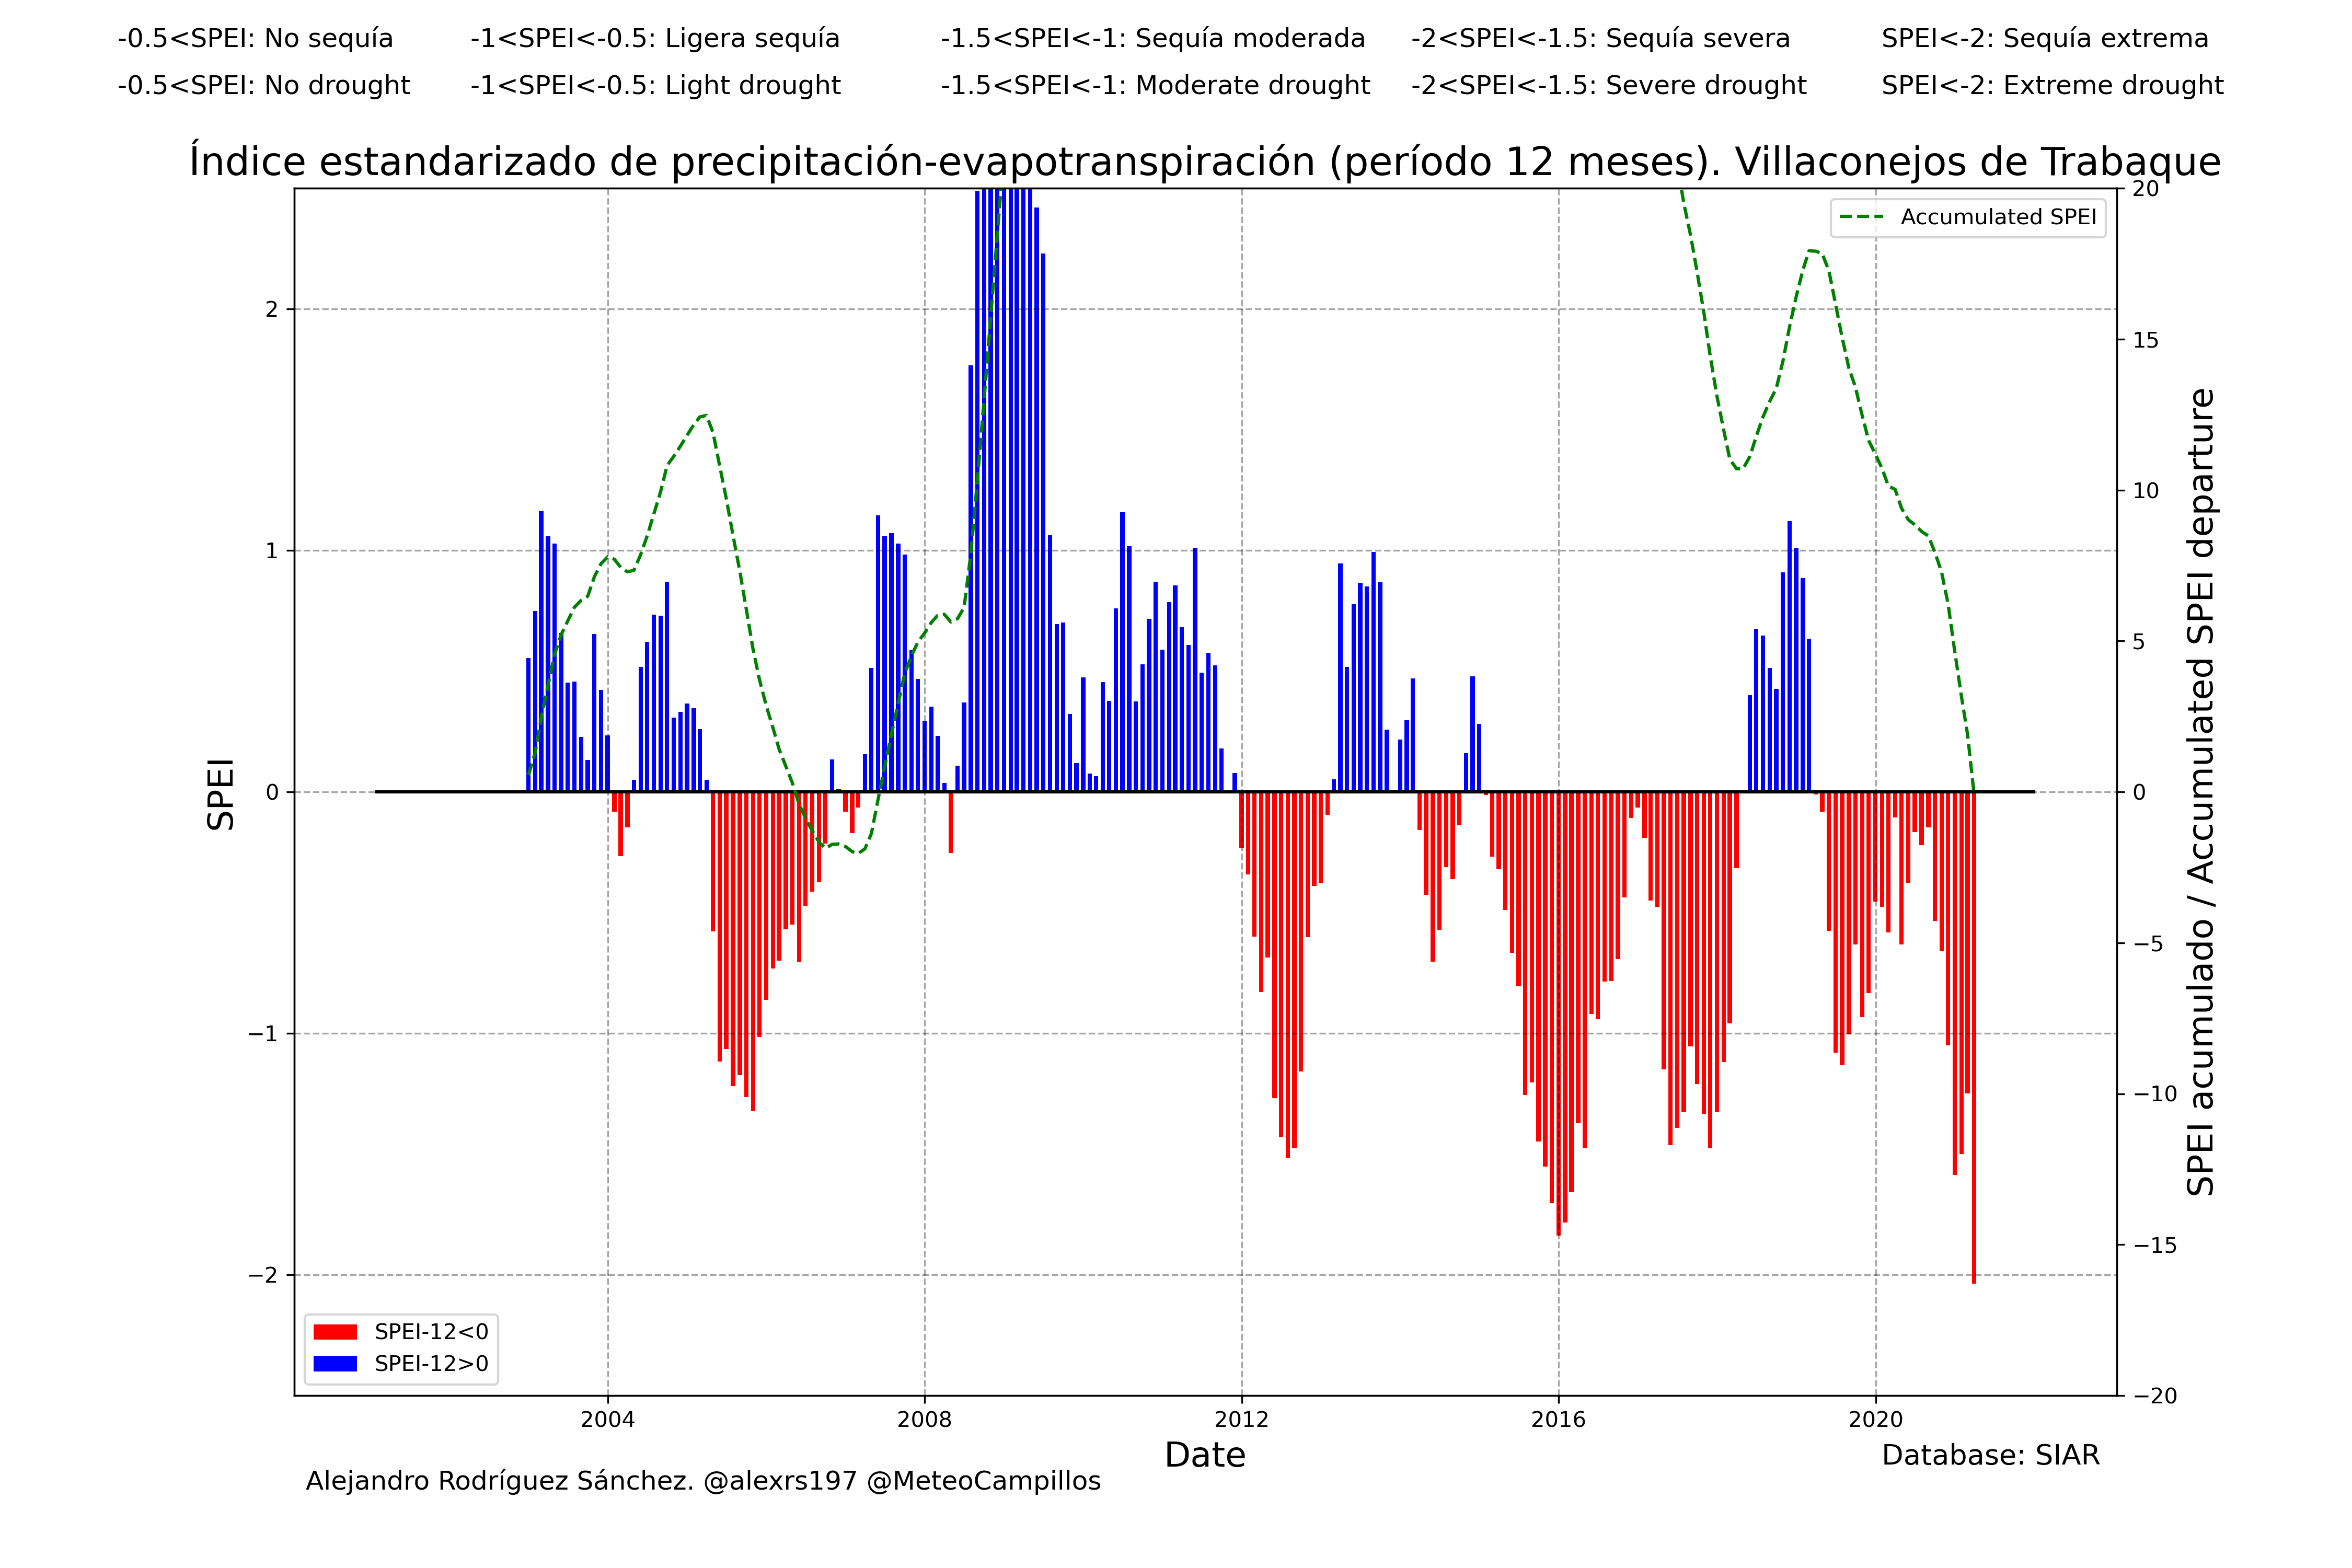 -0.5<SPEI: No sequía -1<SPEI<-0.5: Ligera sequía -1.5<SPEI<-1: Sequía moderada -2<SPEI<-1.5: Sequía severa SPEI<-2: Sequía extrema
-0.5<SPEI: No drought -1<SPEI<-0.5: Light drought -1.5<SPEI<-1: Moderate drought -2<SPEI<-1.5: Severe drought SPEI<-2: Extreme drought
Índice estandarizado de precipitación-evapotranspiración (período 12 meses). Villaconejos de Trabaque
Accumulated SPEI
SPEI
2
1
0
−1
−2
20
15
10
5
0
−5
−10
−15
−20
SPEI acumulado / Accumulated SPEI departure
SPEI-12<0
SPEI-12>0
2004 2008 2012 2016 2020
Date
Database: SIAR
Alejandro Rodríguez Sánchez. @alexrs197 @MeteoCampillos